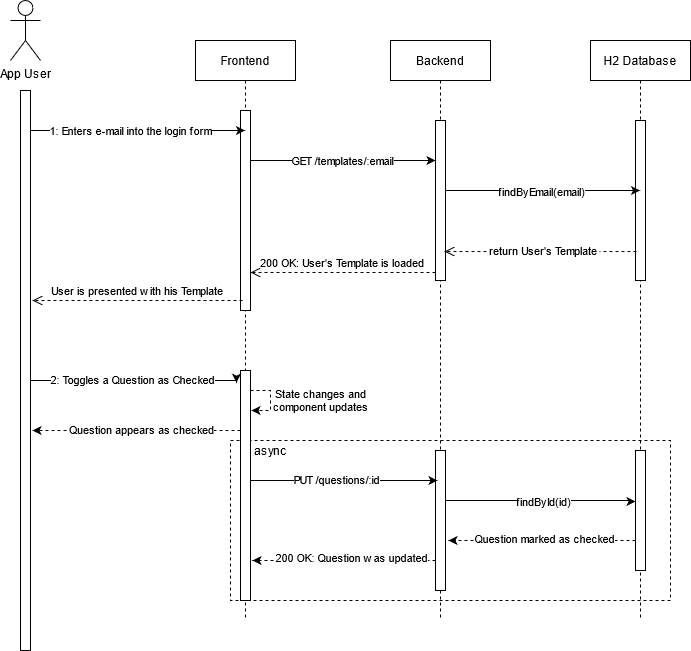 App User
Frontend
Backend
H2 Database
1: Enters e-mail into the login form
GET /templates/:email
findByEmail(email)
return User's Template
200 OK: User's Template is loaded
User is presented with his Template
2: Toggles a Question as Checked
State changes and
component updates
Question appears as checked
async
PUT /questions/:id
findById(id)
Question marked as checked
200 OK: Question was updated